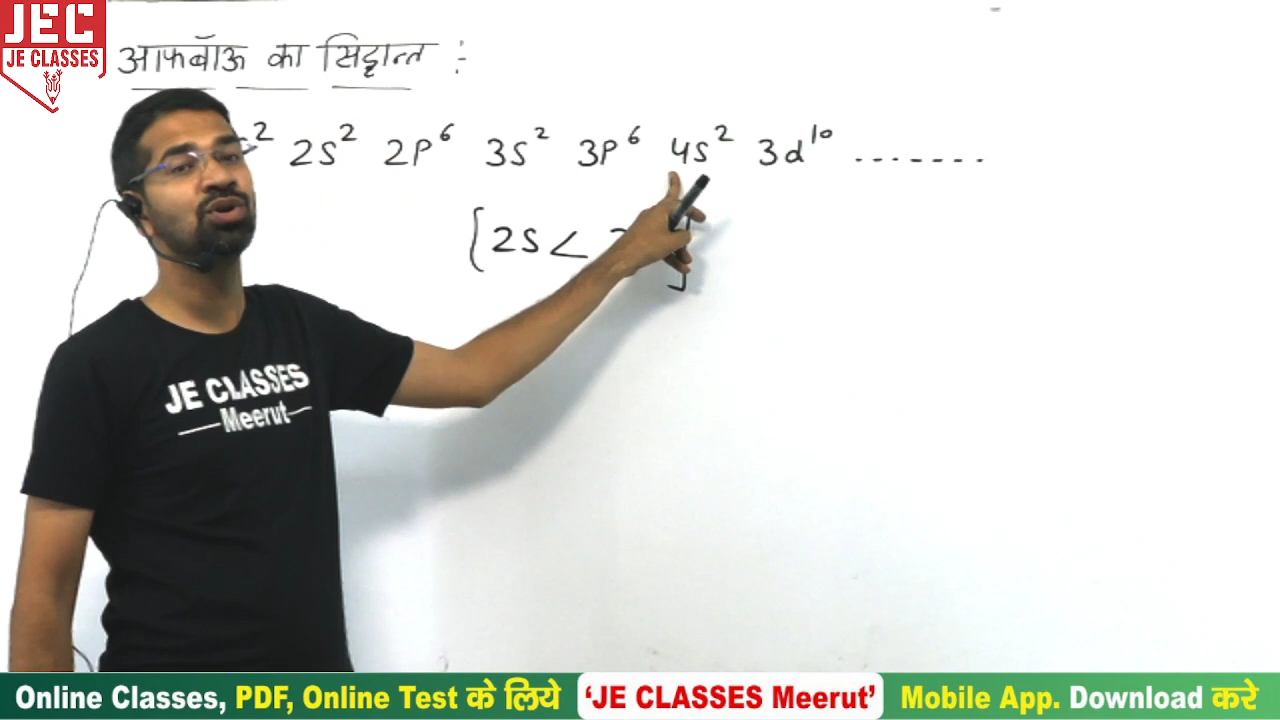 JEC
JE CLASSES
आफबॉऊ का सिद्धान्त :
2 2S² 2P⁶ 3S² 3P⁶ 4S² 3d¹⁰ .......
[2S <
JE CLASSES
Meerut
Online Classes, PDF, Online Test के लिये ‘JE CLASSES Meerut’ Mobile App. Download करे